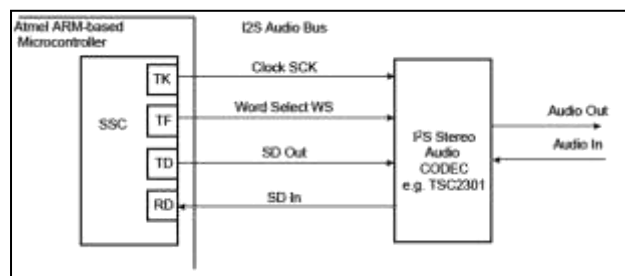 Atmel ARM-based
Microcontroller
I2S Audio Bus
SSC
TK
TF
TD
RD
Clock SCK
Word Select WS
SD Out
SD In
I²S Stereo
Audio
CODEC
e.g. TSC2301
Audio Out
Audio In